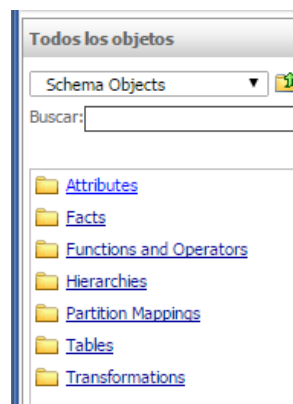 Todos los objetos
Schema Objects
Buscar:
Attributes
Facts
Functions and Operators
Hierarchies
Partition Mappings
Tables
Transformations